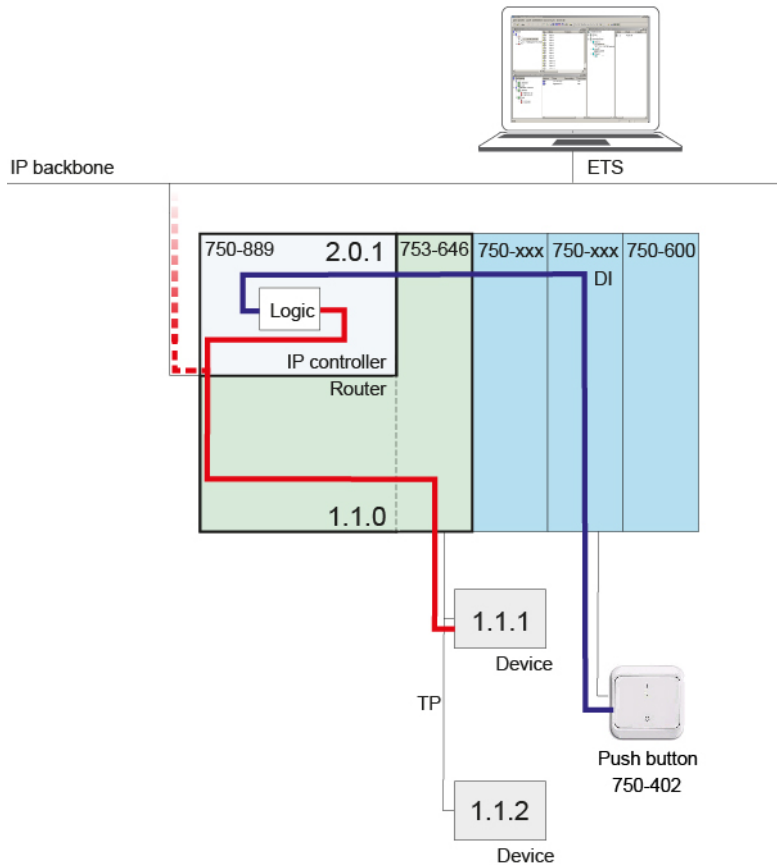 IP backbone
ETS
750-889
2.0.1
753-646
750-xxx
750-xxx
750-600
DI
Logic
IP controller
Router
1.1.0
1.1.1
Device
TP
Push button
750-402
1.1.2
Device